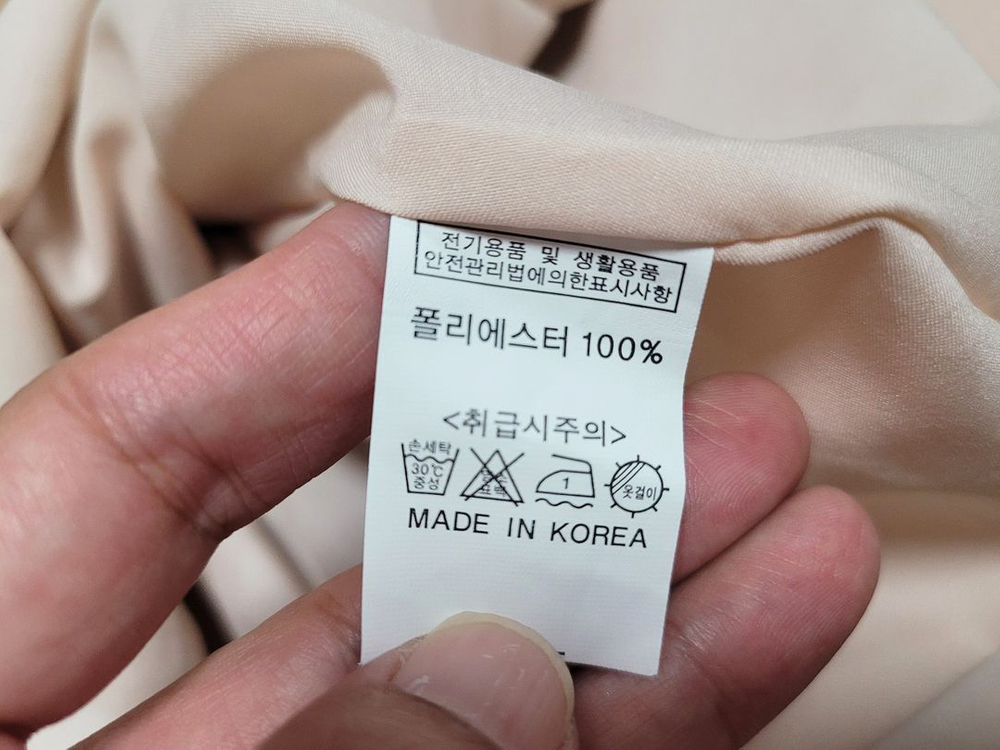 전기용품 및 생활용품
안전관리법에의한표시사항
폴리에스터 100%
<취급시주의>
손세탁
30℃
중성
표백
1
옷걸이
MADE IN KOREA